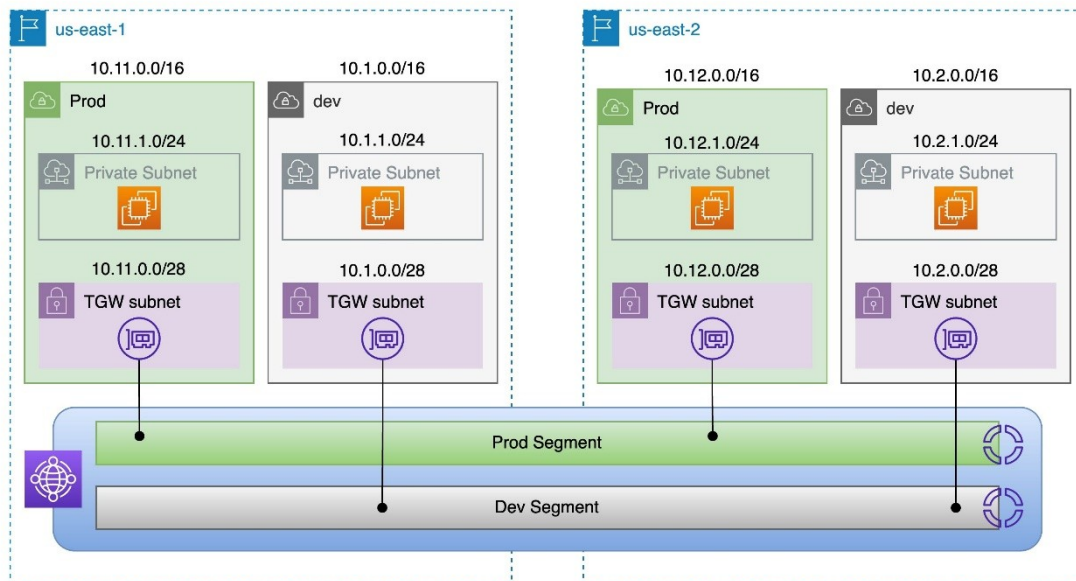 us-east-1
us-east-2
10.11.0.0/16
10.1.0.0/16
10.12.0.0/16
10.2.0.0/16
Prod
dev
Prod
dev
10.11.1.0/24
10.1.1.0/24
10.12.1.0/24
10.2.1.0/24
Private Subnet
Private Subnet
Private Subnet
Private Subnet
10.11.0.0/28
10.1.0.0/28
10.12.0.0/28
10.2.0.0/28
TGW subnet
TGW subnet
TGW subnet
TGW subnet
Prod Segment
Dev Segment